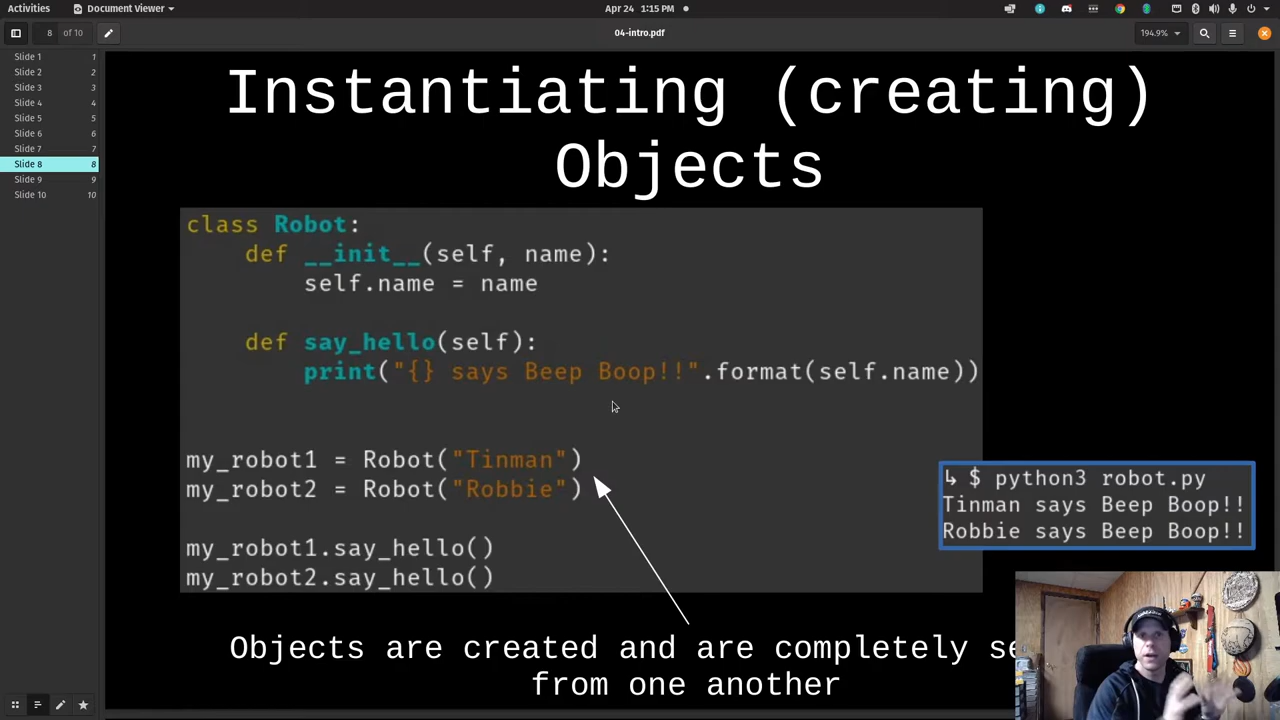 Activities
Document Viewer
Apr 24 1:15 PM
8 of 10
04-intro.pdf
194.9%
Slide 1 1
Slide 2 2
Slide 3 3
Slide 4 4
Slide 5 5
Slide 6 6
Slide 7 7
Slide 8 8
Slide 9 9
Slide 10 10
Instantiating (creating)
Objects
class Robot:
def __init__(self, name):
self.name = name
def say_hello(self):
print("{} says Beep Boop!!".format(self.name))
my_robot1 = Robot("Tinman")
my_robot2 = Robot("Robbie")
my_robot1.say_hello()
my_robot2.say_hello()
↳ $ python3 robot.py
Tinman says Beep Boop!!
Robbie says Beep Boop!!
Objects are created and are completely se
from one another